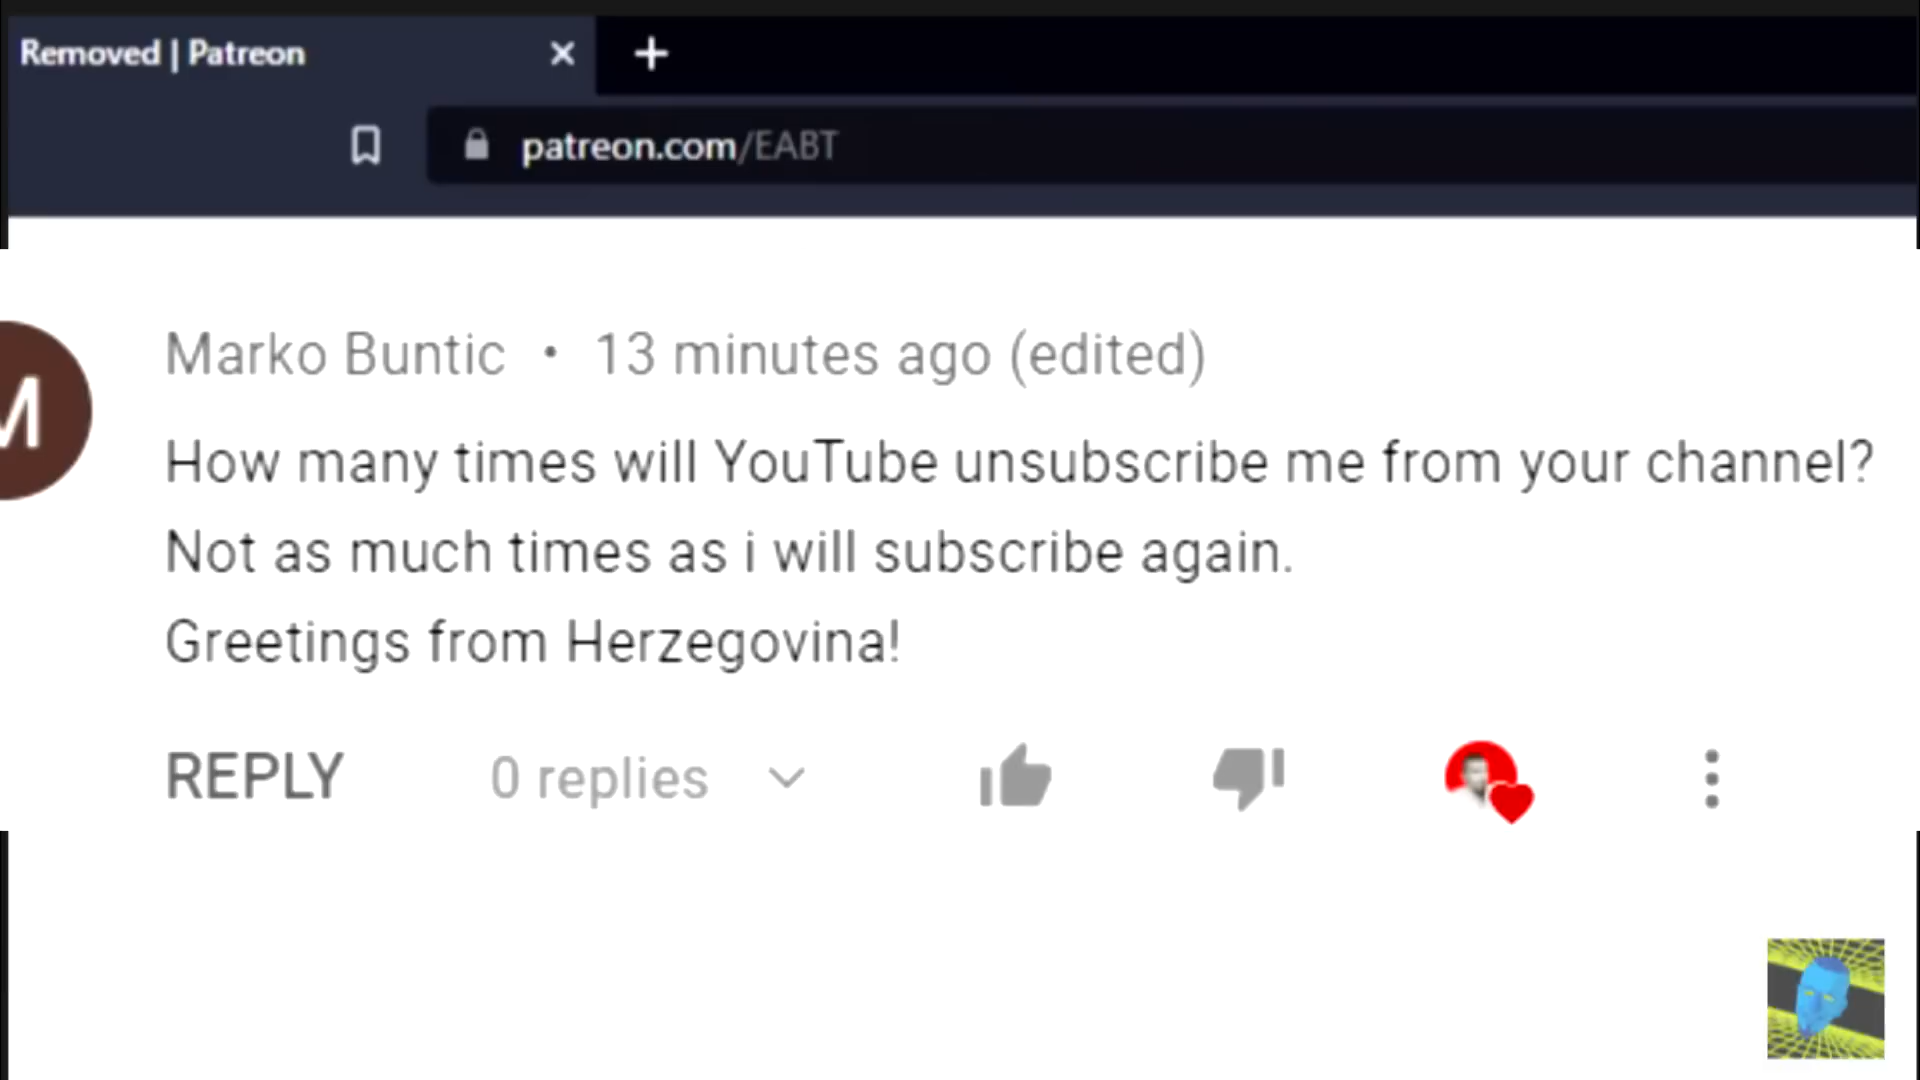 Removed | Patreon
patreon.com/EABT
M
Marko Buntic • 13 minutes ago (edited)
How many times will YouTube unsubscribe me from your channel?
Not as much times as i will subscribe again.
Greetings from Herzegovina!
REPLY 0 replies